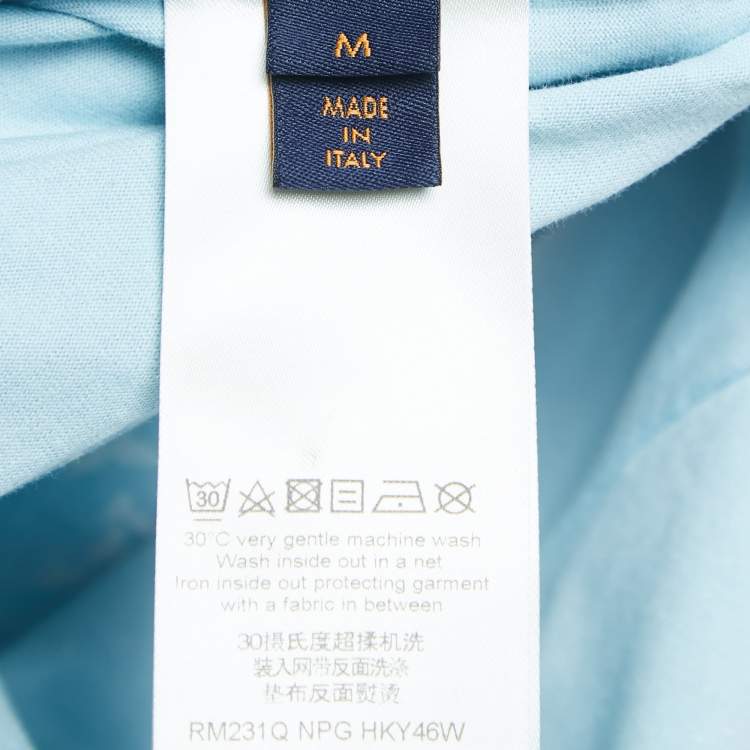 M
MADE
IN
ITALY
30
30°C very gentle machine wash
Wash inside out in a net
Iron inside out protecting garment
with a fabric in between
30摄氏度超揉机洗
装入网带反面洗涤
垫布反面熨烫
RM231Q NPG HKY46W